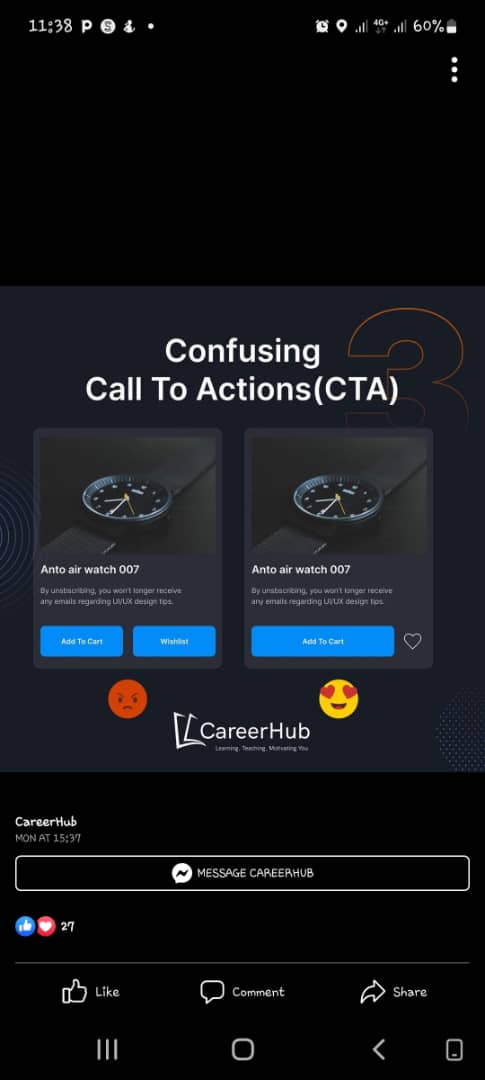 11:38
4G+
60%
3
Confusing
Call To Actions(CTA)
Anto air watch 007
By unsbscribing, you won't longer receive
any emails regarding UI/UX design tips.
Add To Cart
Wishlist
Anto air watch 007
By unsbscribing, you won't longer receive
any emails regarding UI/UX design tips.
Add To Cart
CareerHub
Learning, Teaching, Motivating You
CareerHub
MON AT 15:37
MESSAGE CAREERHUB
27
Like
Comment
Share